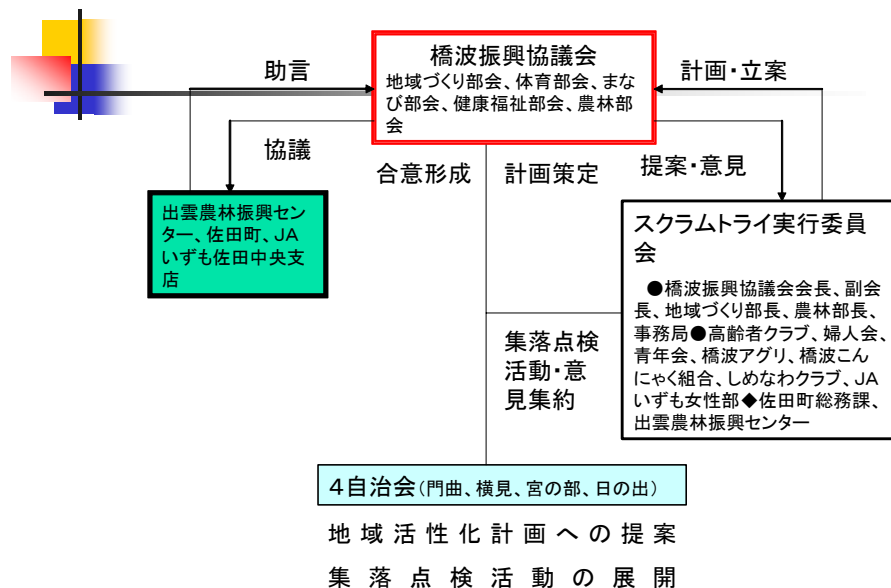 橋波振興協議会
地域づくり部会、体育部会、まな
び部会、健康福祉部会、農林部
会
助言
計画・立案
協議
合意形成
計画策定
提案・意見
出雲農林振興セン
ター、佐田町、JA
いずも佐田中央支
店
スクラムトライ実行委員
会
●橋波振興協議会会長、副会
長、地域づくり部長、農林部長、
事務局●高齢者クラブ、婦人会、
青年会、橋波アグリ、橋波こん
にゃく組合、しめなわクラブ、JA
いずも女性部◆佐田町総務課、
出雲農林振興センター
集落点検
活動・意
見集約
4自治会(門曲、横見、宮の部、日の出)
地域活性化計画への提案
集落点検活動の展開